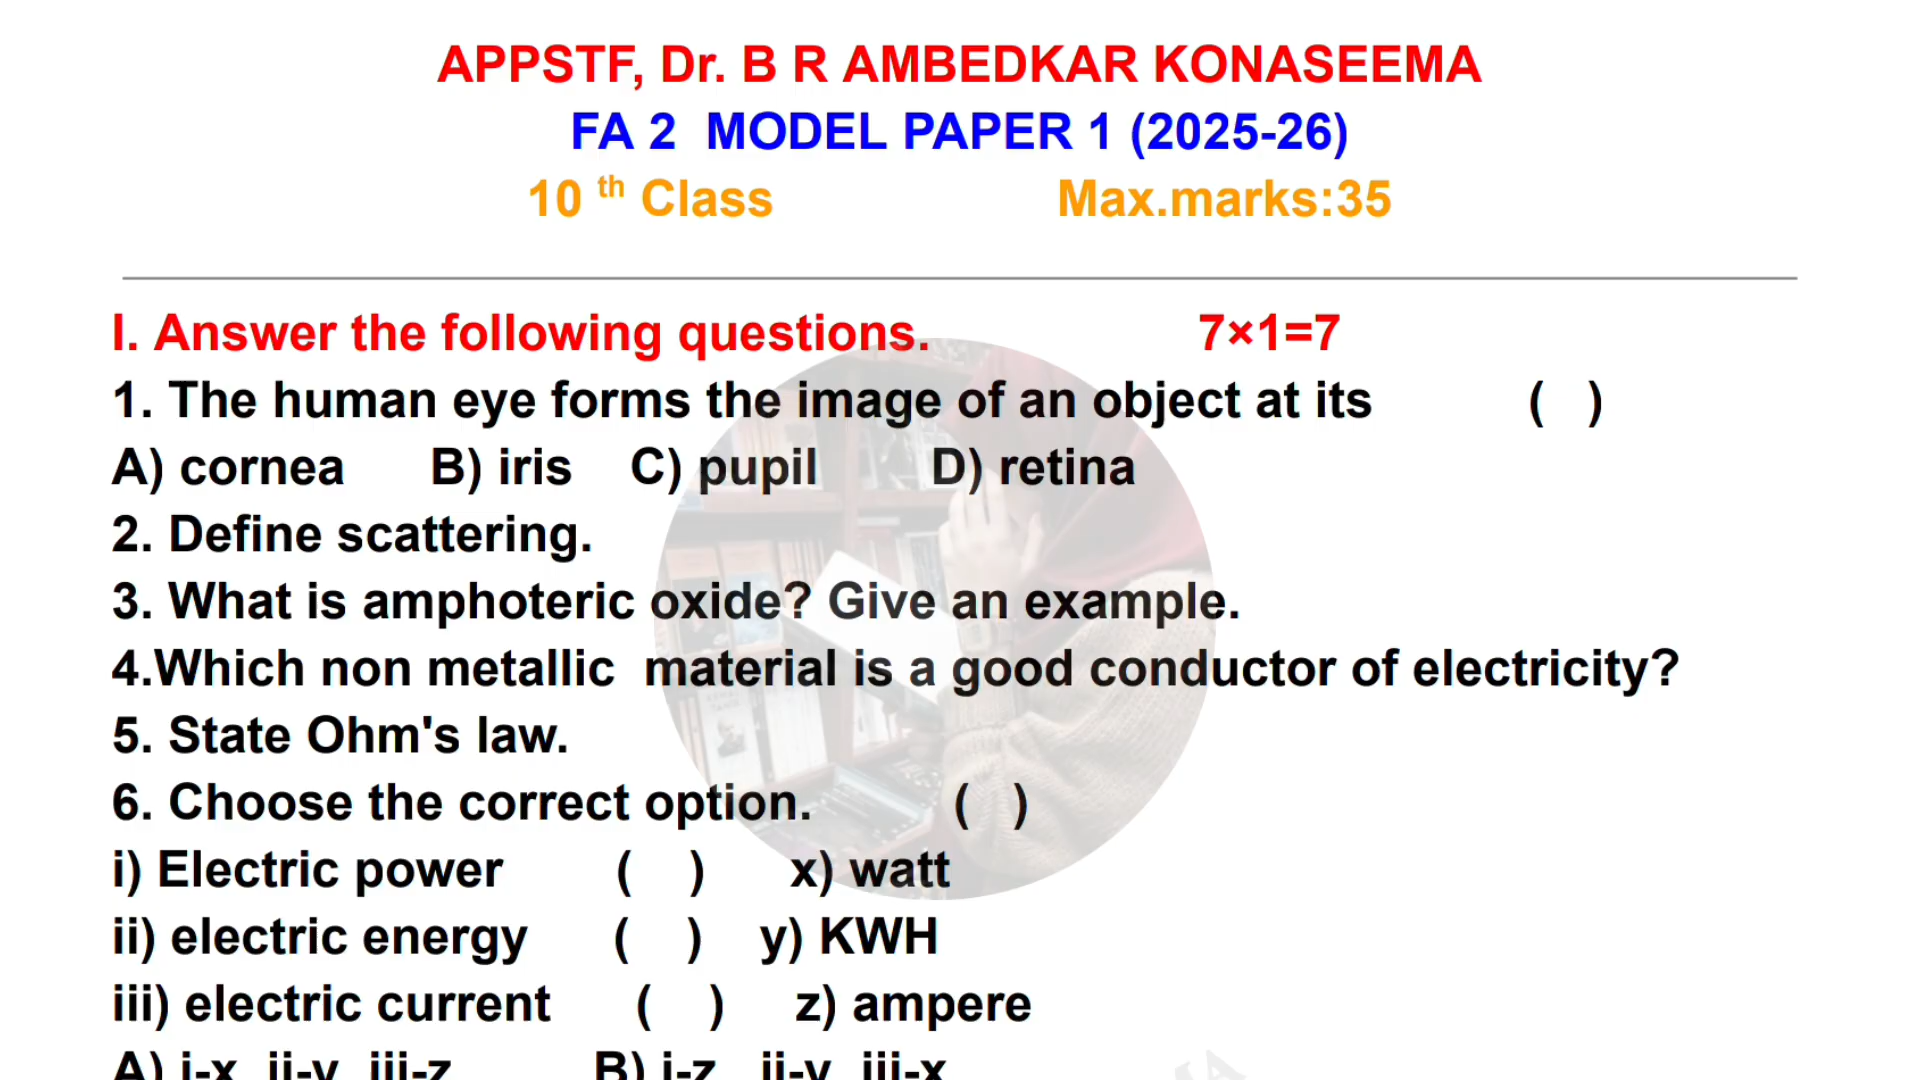 APPSTF, Dr. B R AMBEDKAR KONASEEMA
FA 2 MODEL PAPER 1 (2025-26)
10 th Class Max.marks:35
I. Answer the following questions. 7×1=7
1. The human eye forms the image of an object at its ( )
A) cornea B) iris C) pupil D) retina
2. Define scattering.
3. What is amphoteric oxide? Give an example.
4.Which non metallic material is a good conductor of electricity?
5. State Ohm's law.
6. Choose the correct option. ( )
i) Electric power ( ) x) watt
ii) electric energy ( ) y) KWH
iii) electric current ( ) z) ampere
A) i-x ii-y iii-z B) i-z ii-y iii-x